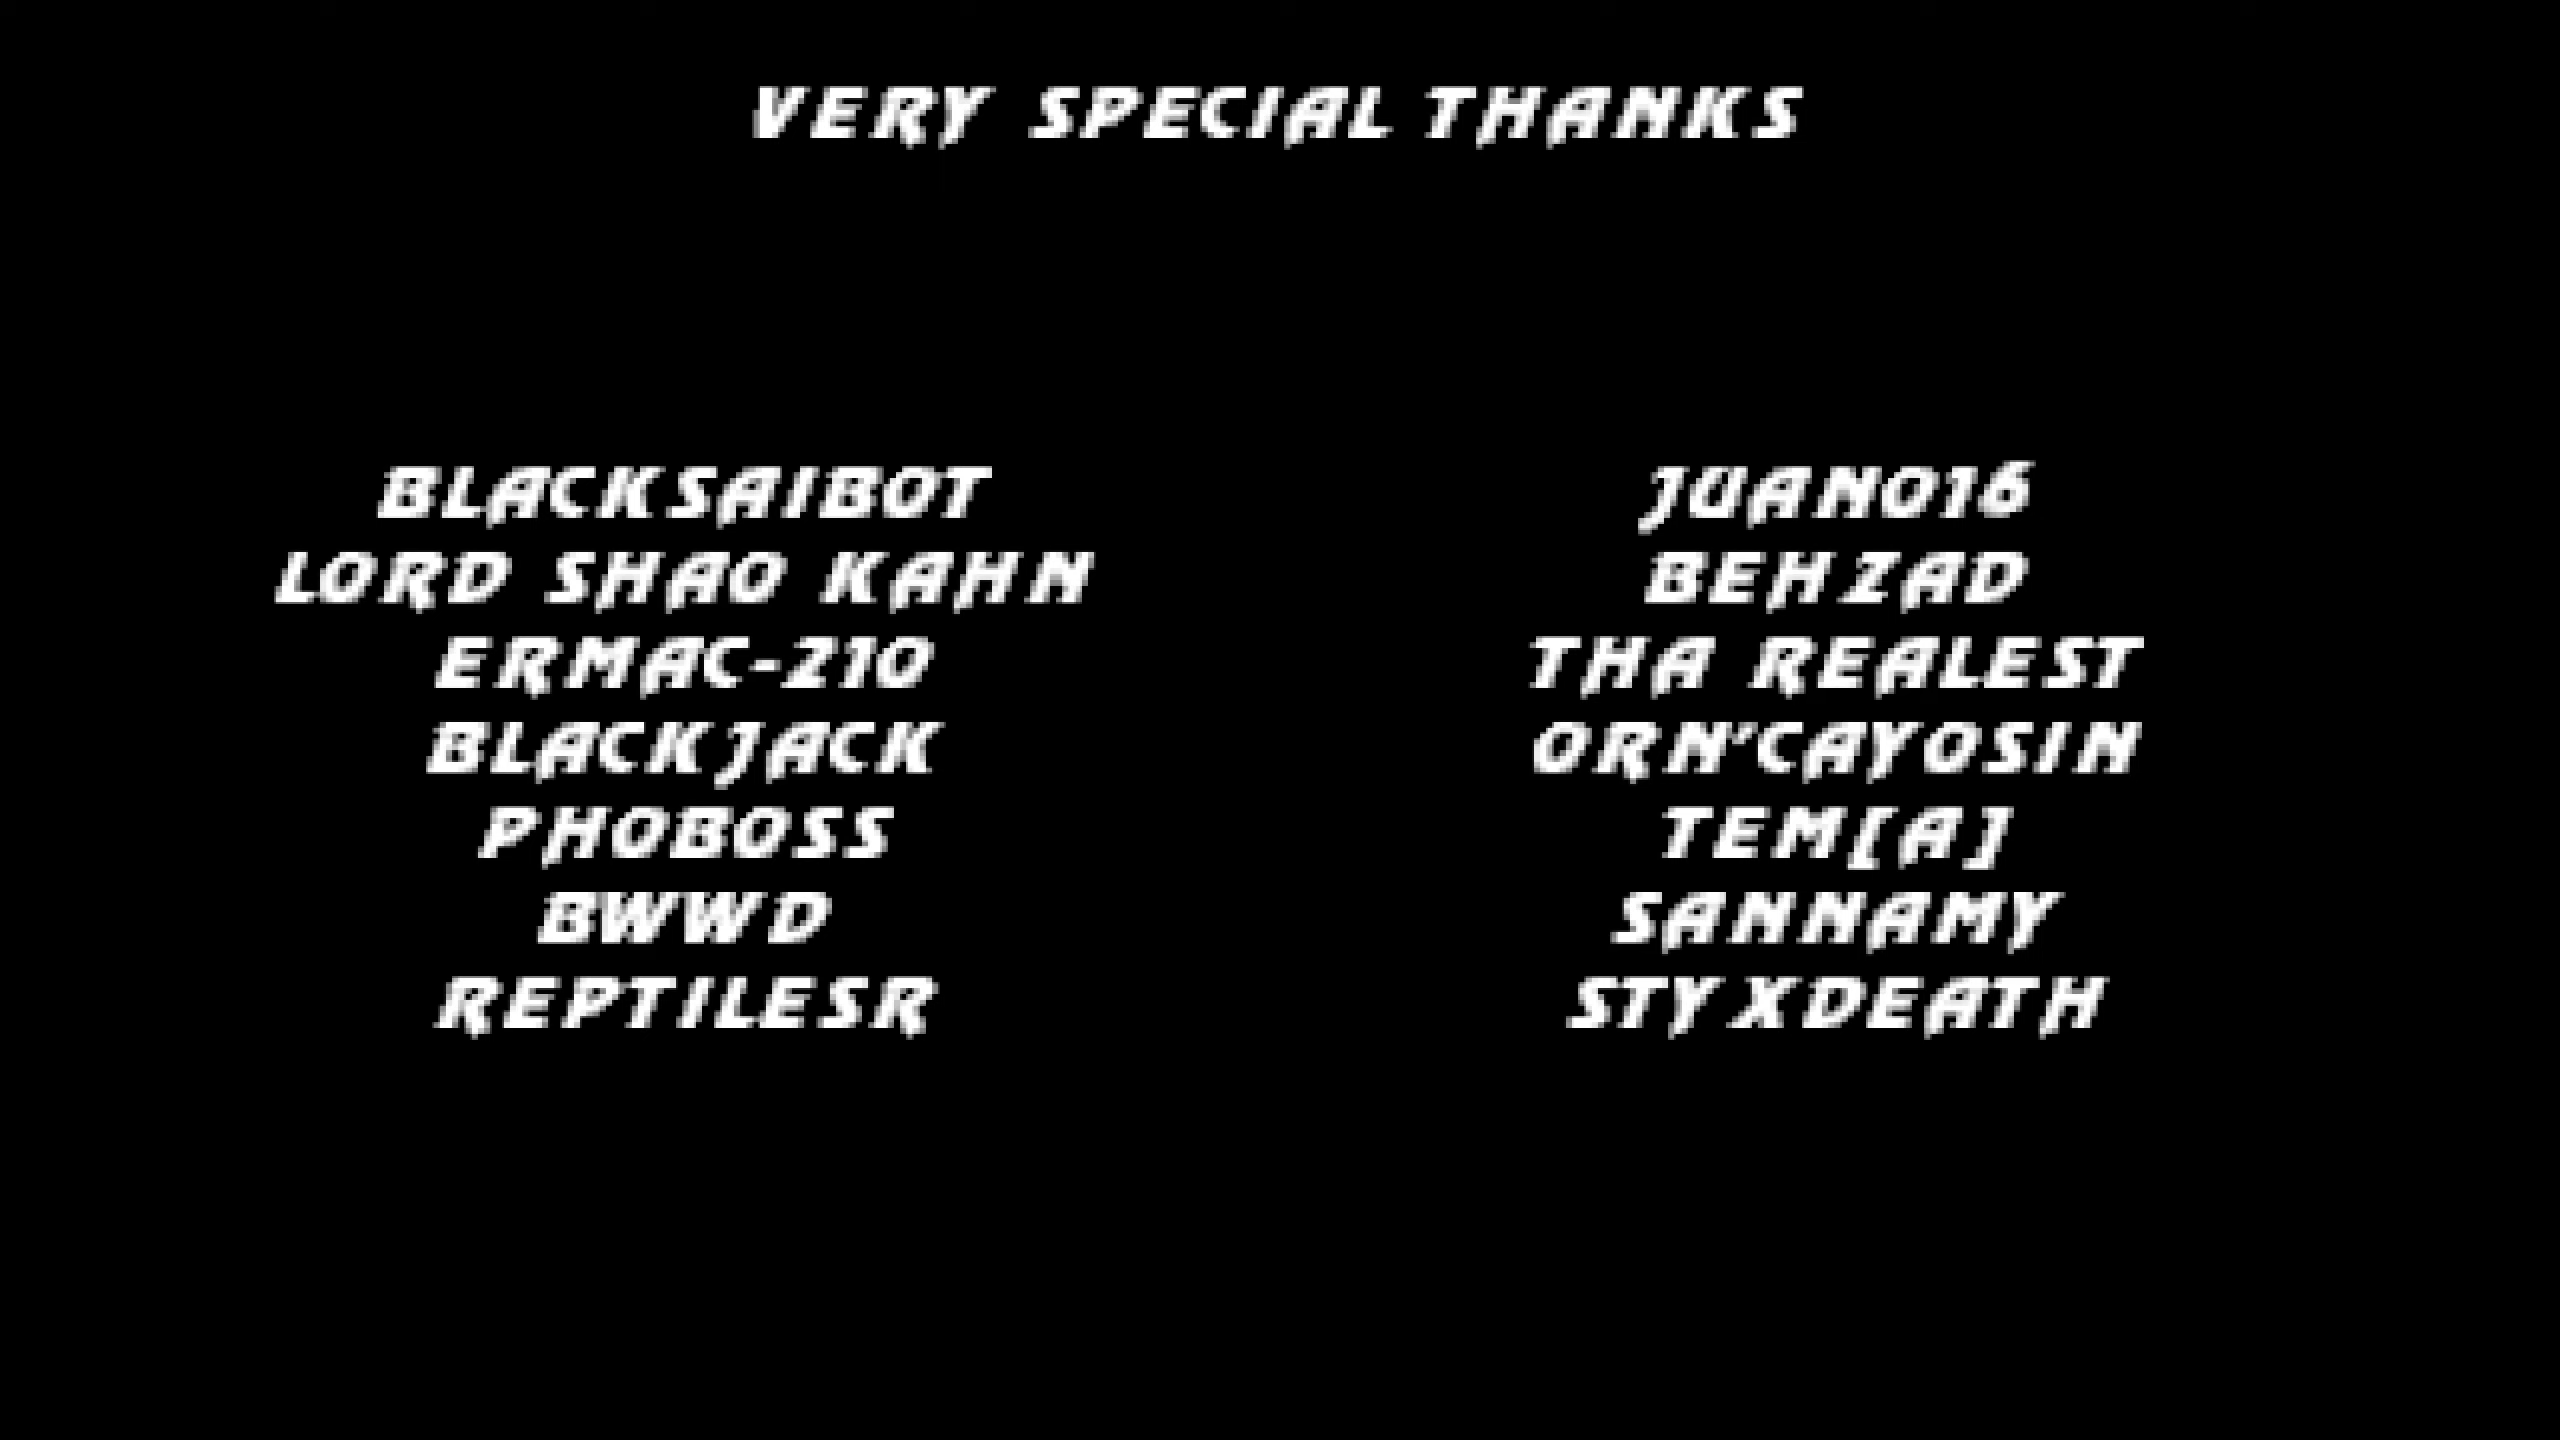 VERY SPECIAL THANKS
BLACKSAIBOT
LORD SHAO KAHN
ERMAC-210
BLACKJACK
PHOBOSS
BWWD
REPTILESR
JUANO16
BEHZAD
THA REALEST
ORN'CAYOSIN
TEM[A]
SANNAMY
STYXDEATH